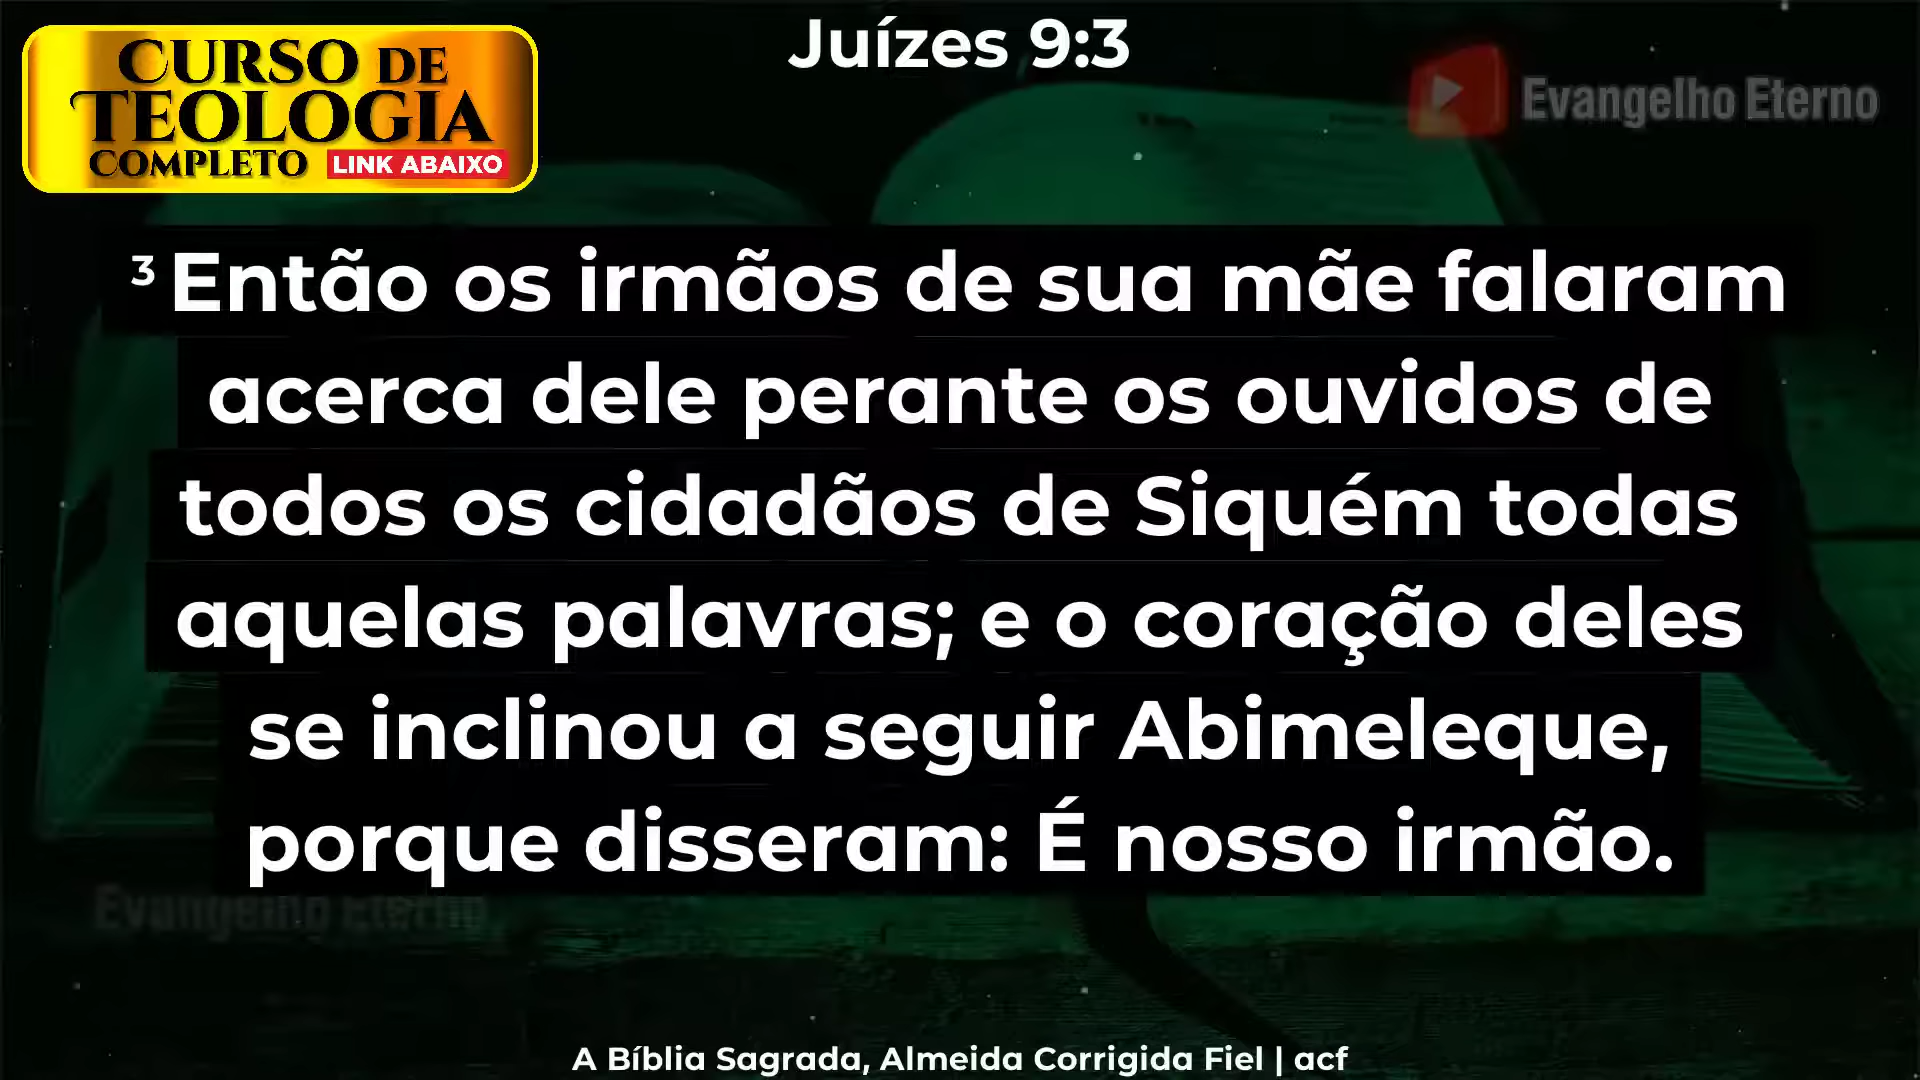 Juízes 9:3
CURSO DE
TEOLOGIA
COMPLETO LINK ABAIXO
Evangelho Eterno
³ Então os irmãos de sua mãe falaram
acerca dele perante os ouvidos de
todos os cidadãos de Siquém todas
aquelas palavras; e o coração deles
se inclinou a seguir Abimeleque,
porque disseram: É nosso irmão.
Evangelho Eterno
A Bíblia Sagrada, Almeida Corrigida Fiel | acf